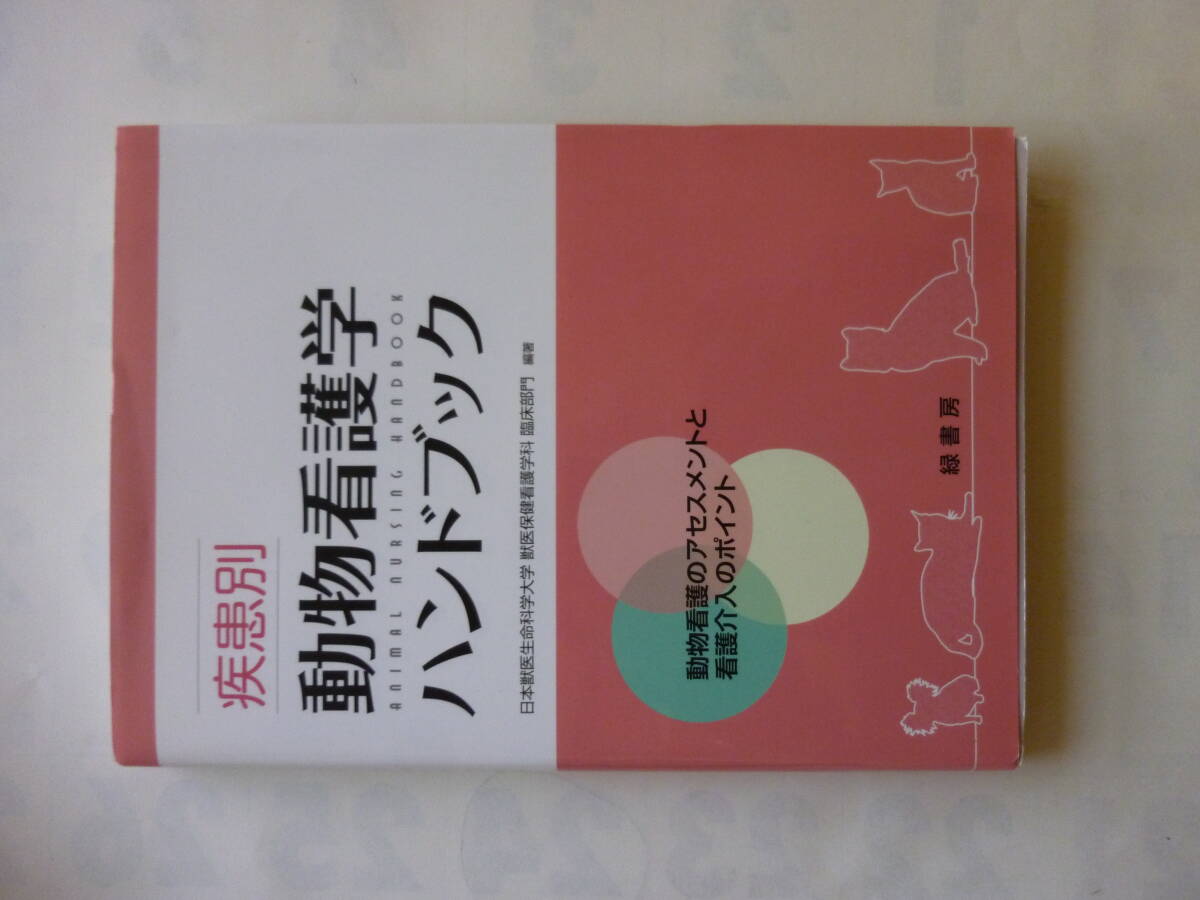 疾患別
動物看護学
ANIMAL NURSING HANDBOOK
ハンドブック
日本獣医生命科学大学 獣医保健看護学科 臨床部門 編著
動物看護のアセスメントと
看護介入のポイント
緑書房